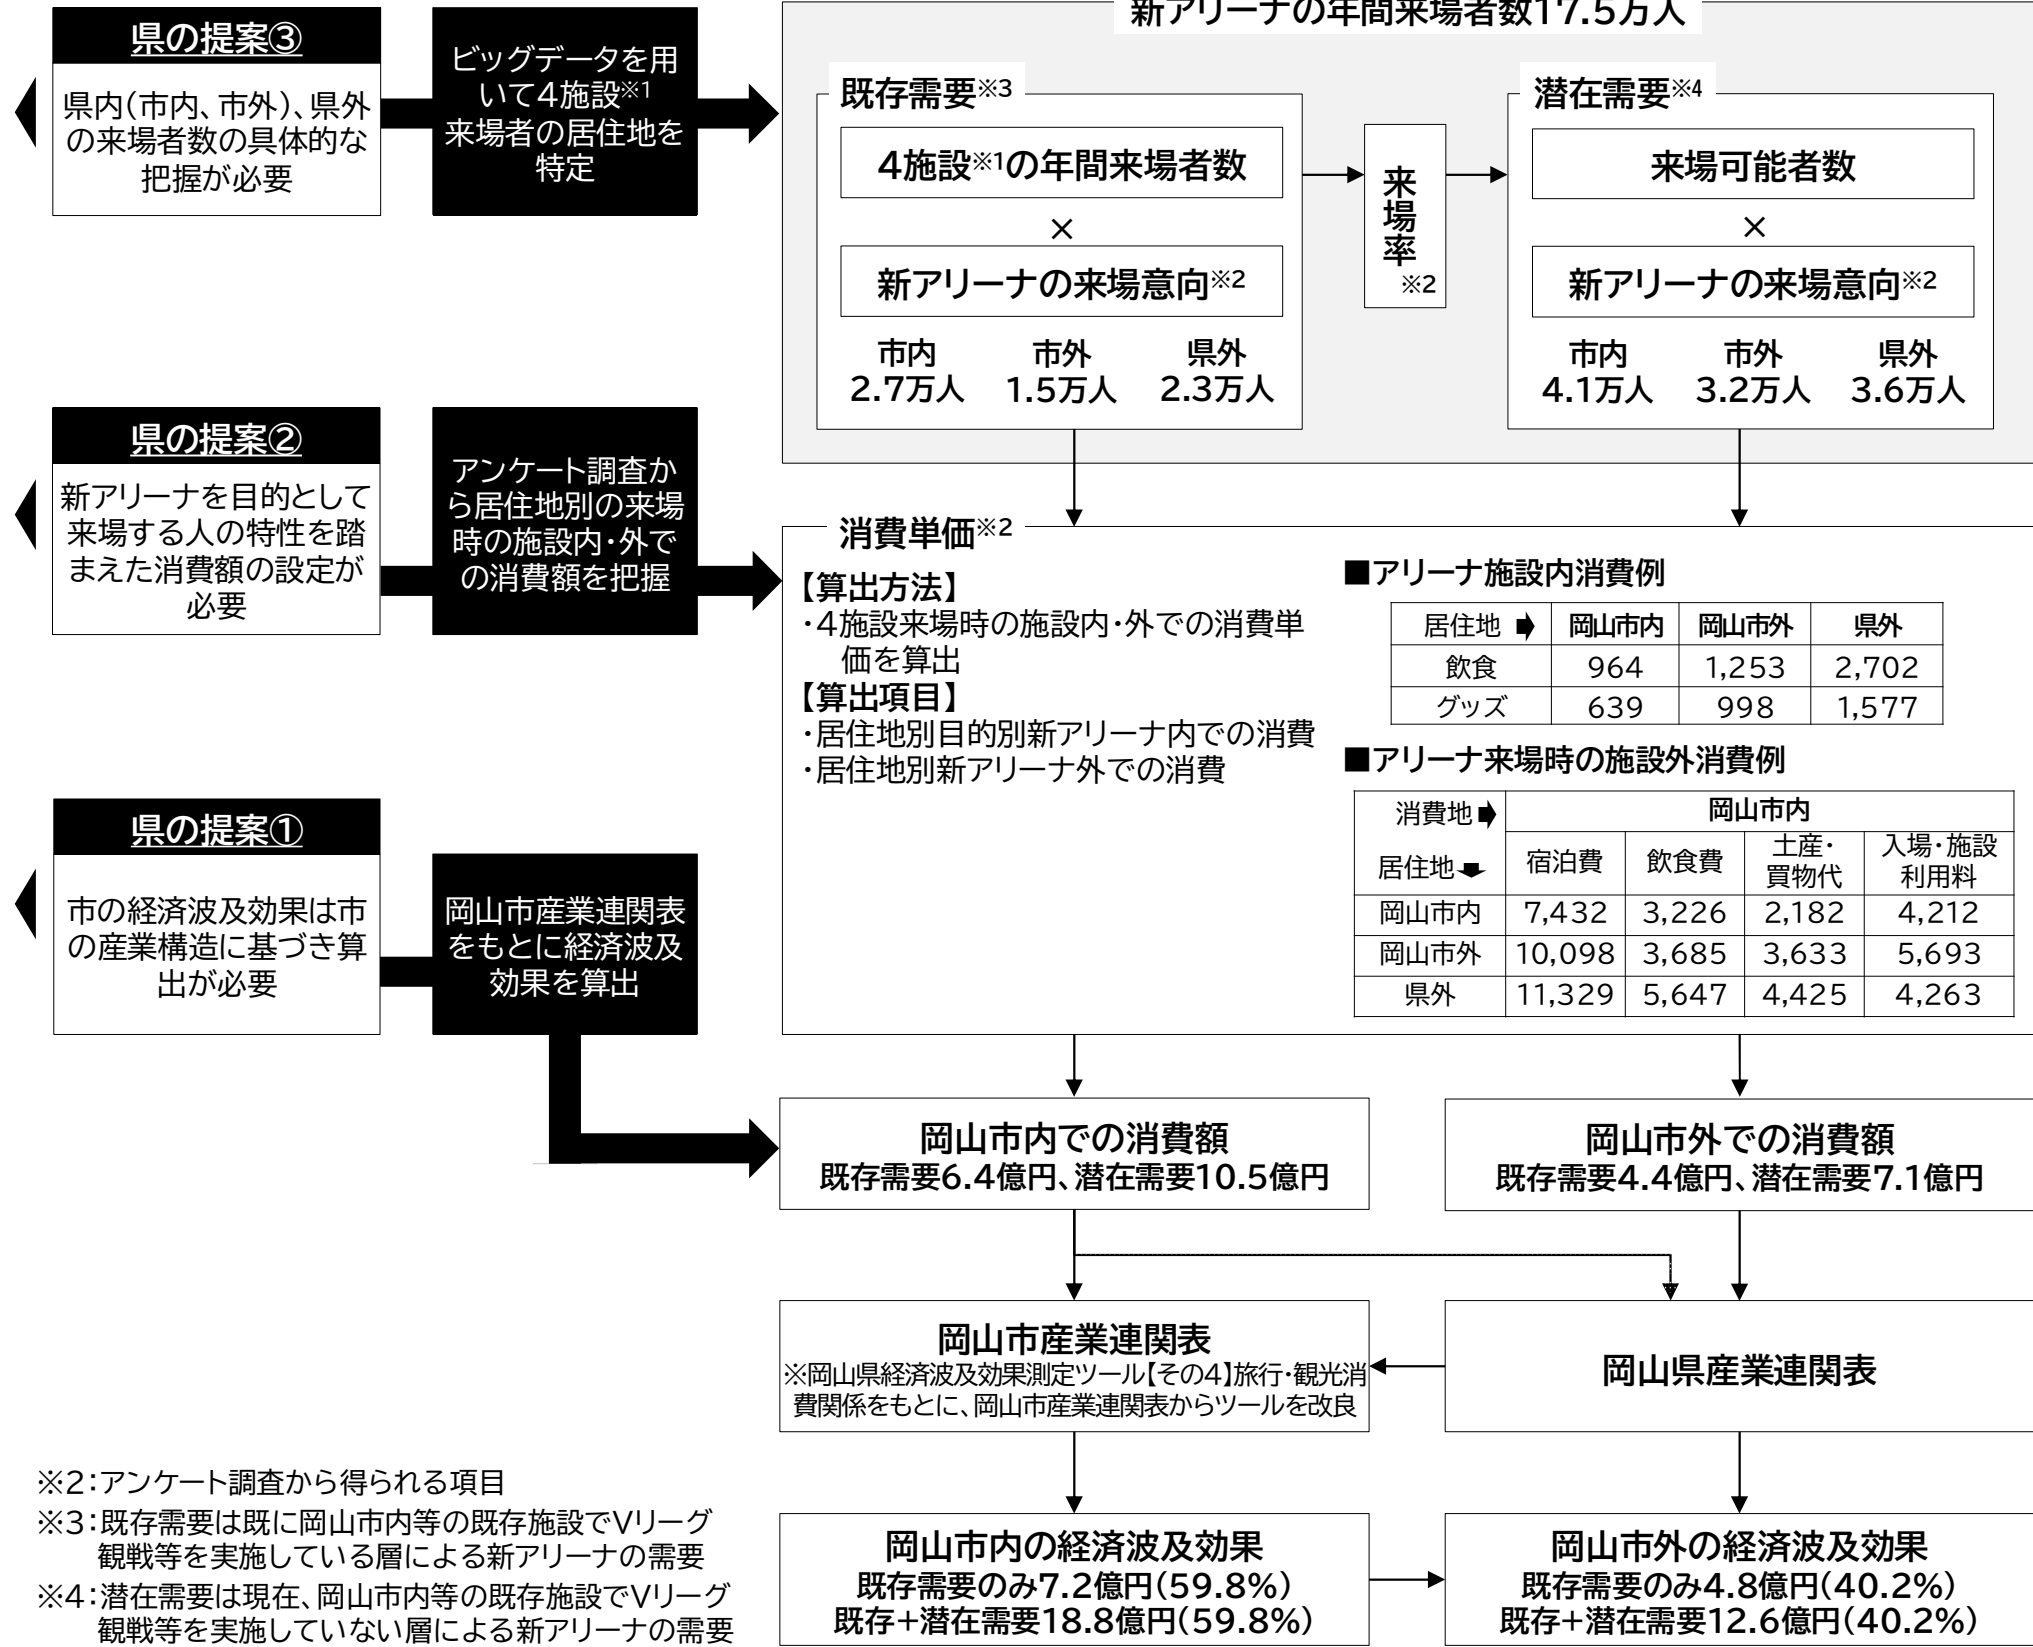 新アリーナの年間来場者数17.5万人
県の提案③
県内(市内、市外)、県外
の来場者数の具体的な
把握が必要
ビッグデータを用
いて4施設※1
来場者の居住地を
特定
既存需要※3
4施設※1の年間来場者数
×
新アリーナの来場意向※2
市内 市外 県外
2.7万人 1.5万人 2.3万人
来場率
※2
潜在需要※4
来場可能者数
×
新アリーナの来場意向※2
市内 市外 県外
4.1万人 3.2万人 3.6万人
県の提案②
新アリーナを目的として
来場する人の特性を踏
まえた消費額の設定が
必要
アンケート調査か
ら居住地別の来場
時の施設内・外で
の消費額を把握
消費単価※2
【算出方法】
・4施設来場時の施設内・外での消費単
価を算出
【算出項目】
・居住地別目的別新アリーナ内での消費
・居住地別新アリーナ外での消費
■アリーナ施設内消費例
居住地 岡山市内 岡山市外 県外
飲食 964 1,253 2,702
グッズ 639 998 1,577
■アリーナ来場時の施設外消費例
消費地 岡山市内
居住地 宿泊費 飲食費 土産・買物代 入場・施設利用料
岡山市内 7,432 3,226 2,182 4,212
岡山市外 10,098 3,685 3,633 5,693
県外 11,329 5,647 4,425 4,263
県の提案①
市の経済波及効果は市
の産業構造に基づき算
出が必要
岡山市産業連関表
をもとに経済波及
効果を算出
岡山市内での消費額
既存需要6.4億円、潜在需要10.5億円
岡山市外での消費額
既存需要4.4億円、潜在需要7.1億円
岡山市産業連関表
※岡山県経済波及効果測定ツール【その4】旅行・観光消
費関係をもとに、岡山市産業連関表からツールを改良
岡山県産業連関表
岡山市内の経済波及効果
既存需要のみ7.2億円(59.8%)
既存+潜在需要18.8億円(59.8%)
岡山市外の経済波及効果
既存需要のみ4.8億円(40.2%)
既存+潜在需要12.6億円(40.2%)
※2:アンケート調査から得られる項目
※3:既存需要は既に岡山市内等の既存施設でVリーグ
観戦等を実施している層による新アリーナの需要
※4:潜在需要は現在、岡山市内等の既存施設でVリーグ
観戦等を実施していない層による新アリーナの需要